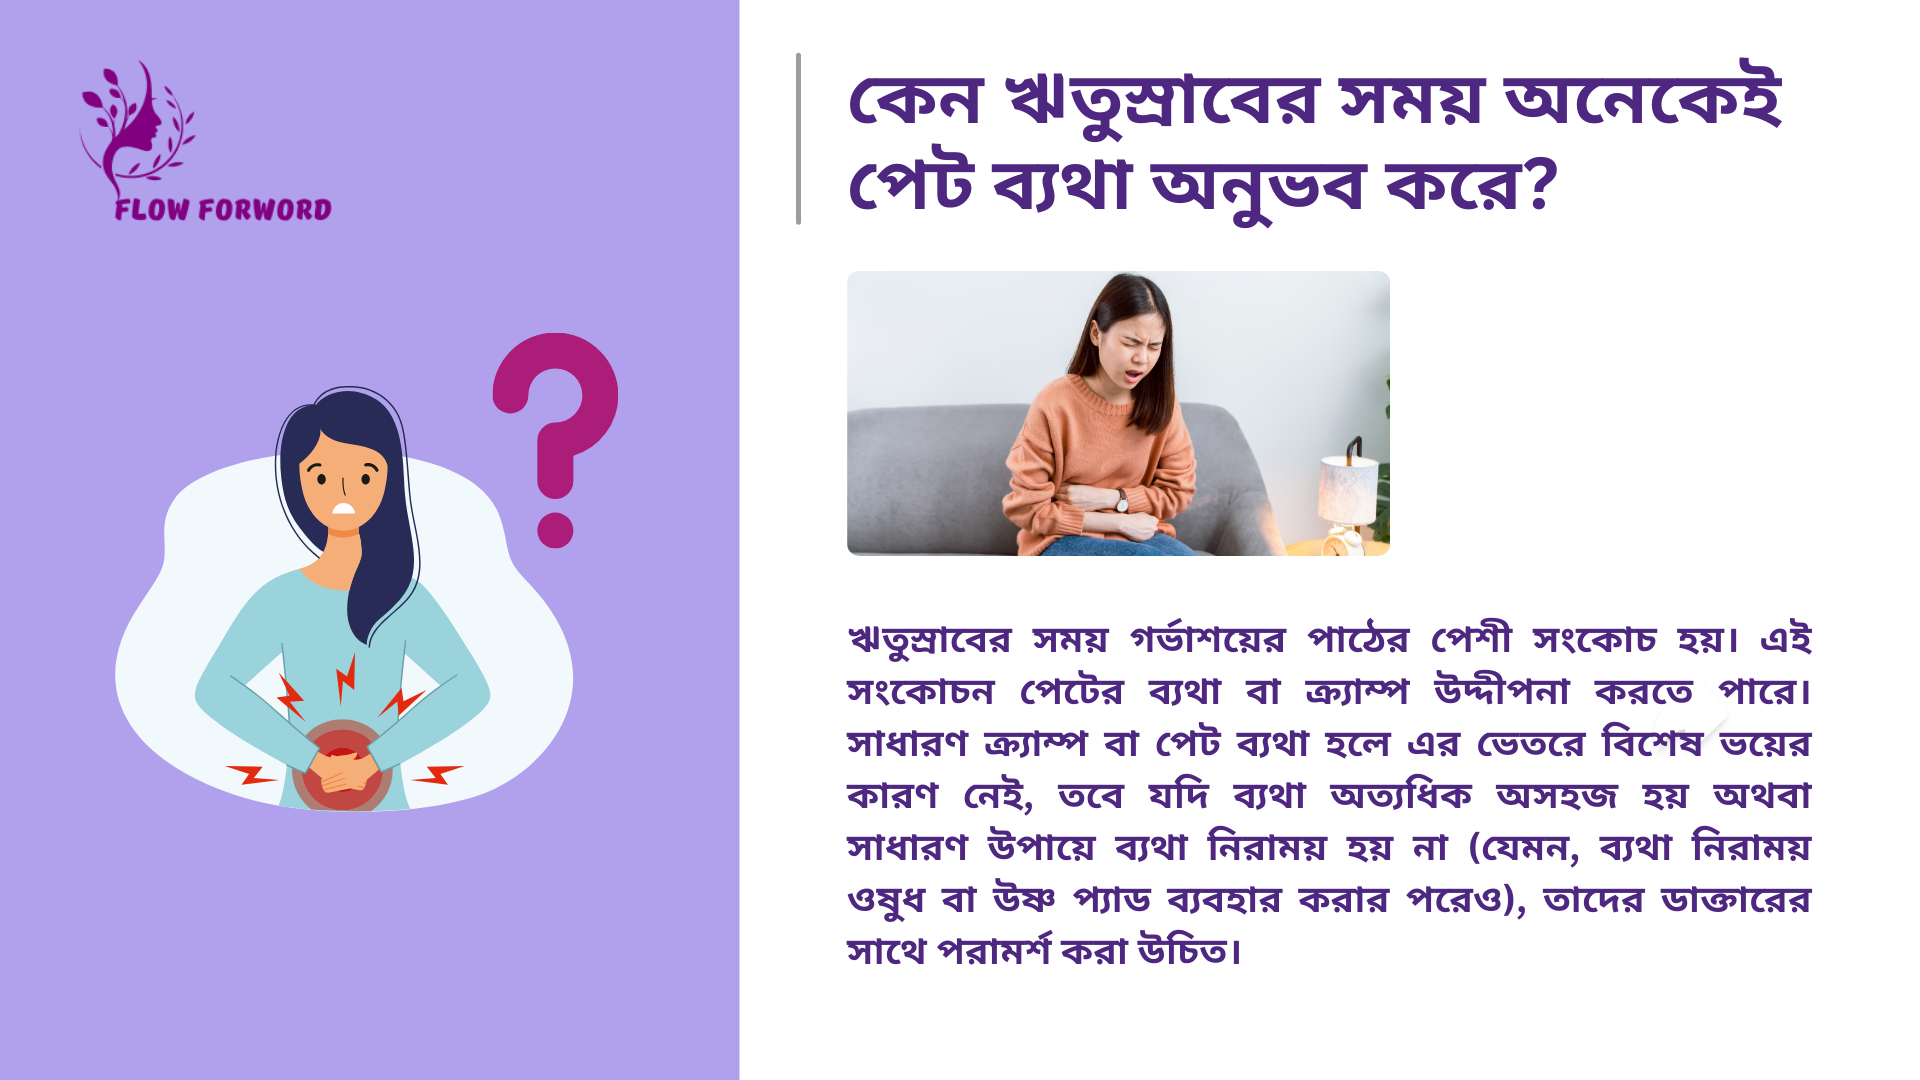 FLOW FORWORD
কেন ঋতুস্রাবের সময় অনেকেই
পেট ব্যথা অনুভব করে?
ঋতুস্রাবের সময় গর্ভাশয়ের পাঠের পেশী সংকোচ হয়। এই
সংকোচন পেটের ব্যথা বা ক্র্যাম্প উদ্দীপনা করতে পারে।
সাধারণ ক্র্যাম্প বা পেট ব্যথা হলে এর ভেতরে বিশেষ ভয়ের
কারণ নেই, তবে যদি ব্যথা অত্যধিক অসহজ হয় অথবা
সাধারণ উপায়ে ব্যথা নিরাময় হয় না (যেমন, ব্যথা নিরাময়
ওষুধ বা উষ্ণ প্যাড ব্যবহার করার পরেও), তাদের ডাক্তারের
সাথে পরামর্শ করা উচিত।